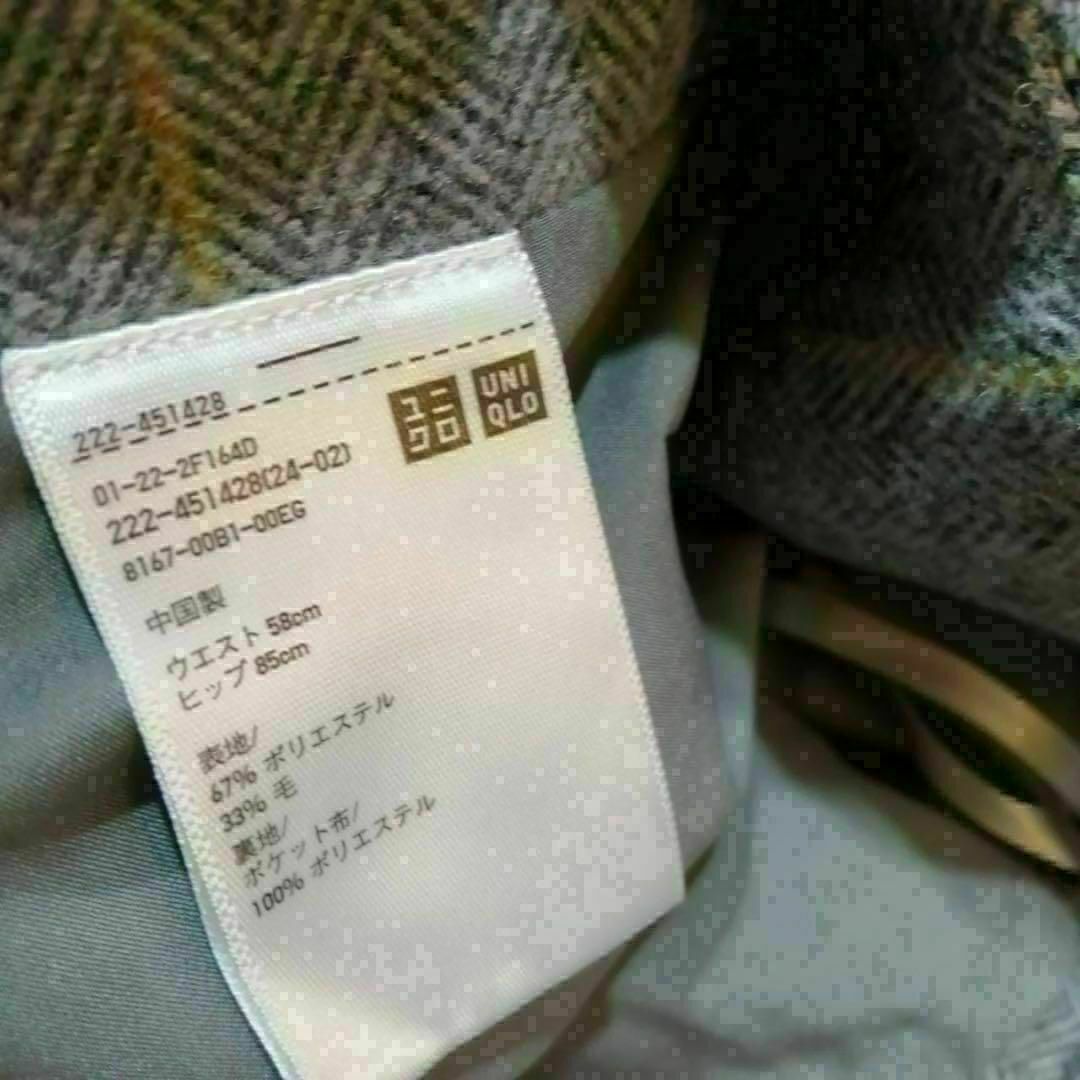 ユニ
クロ
UNI
QLO
222-451428
01-22-2F164D
222-451428(24-02)
8167-00B1-00EG
中国製
ウエスト 58cm
ヒップ 85cm
表地/
67% ポリエステル
33% 毛
裏地/
ポケット布/
100% ポリエステル